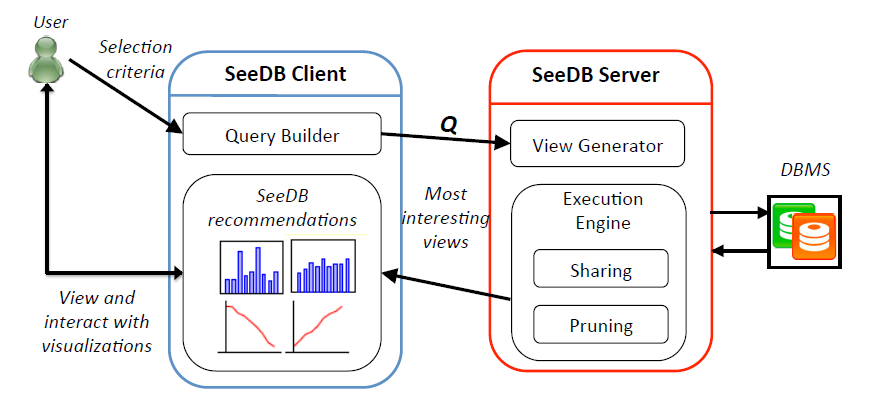 User
Selection
criteria
SeeDB Client
Query Builder
SeeDB
recommendations
View and
interact with
visualizations
Q
Most
interesting
views
SeeDB Server
View Generator
Execution
Engine
Sharing
Pruning
DBMS